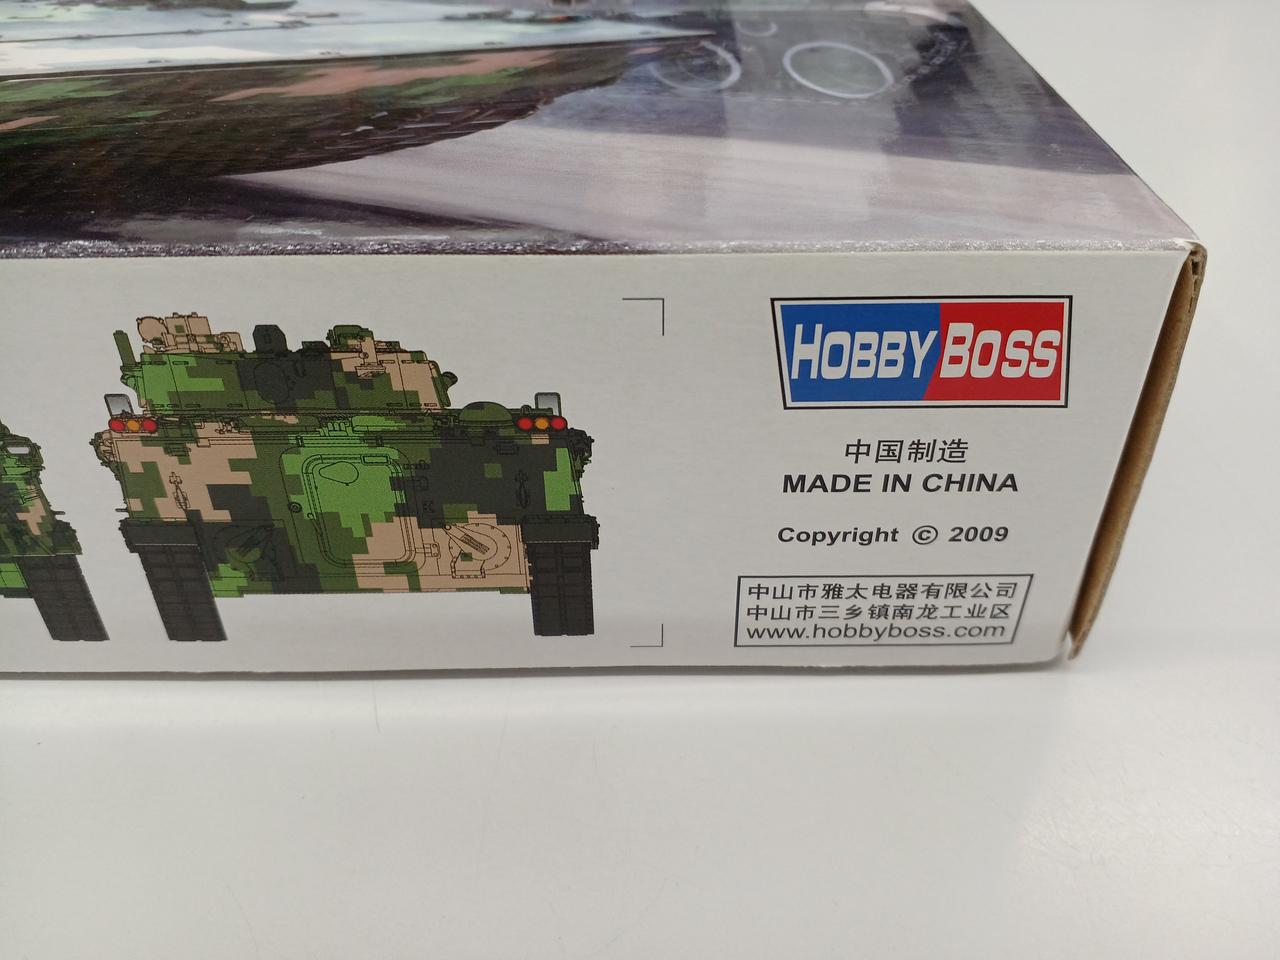 HOBBY BOSS
中国制造
MADE IN CHINA
Copyright © 2009
中山市雅太电器有限公司
中山市三乡镇南龙工业区
www.hobbyboss.com